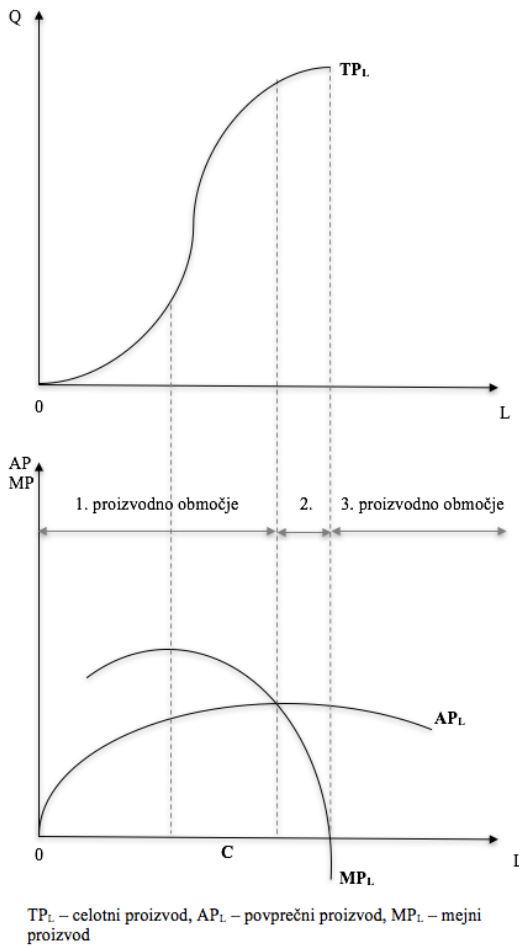 Q
TPL
0
L
AP
MP
1. proizvodno območje
2.
3. proizvodno območje
APL
0
C
L
MPL
TPL – celotni proizvod, APL – povprečni proizvod, MPL – mejni
proizvod